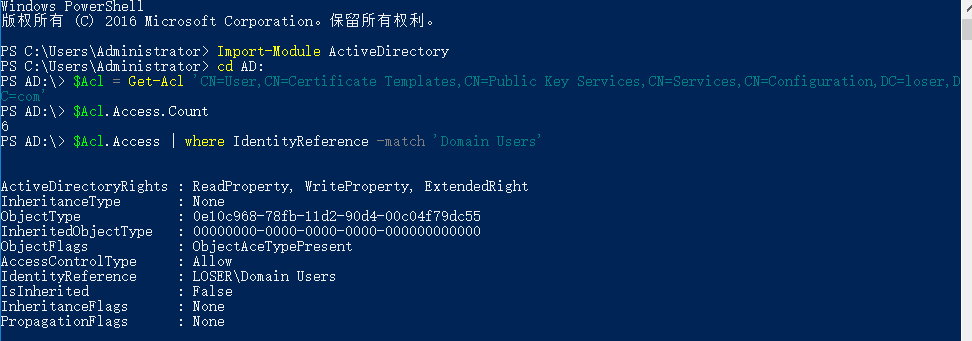 Windows PowerShell
版权所有 (C) 2016 Microsoft Corporation。保留所有权利。
PS C:\Users\Administrator> Import-Module ActiveDirectory
PS C:\Users\Administrator> cd AD:
PS AD:\> $Acl = Get-Acl 'CN=User,CN=Certificate Templates,CN=Public Key Services,CN=Services,CN=Configuration,DC=loser,D
C=com'
PS AD:\> $Acl.Access.Count
6
PS AD:\> $Acl.Access | where IdentityReference -match 'Domain Users'
ActiveDirectoryRights : ReadProperty, WriteProperty, ExtendedRight
InheritanceType : None
ObjectType : 0e10c968-78fb-11d2-90d4-00c04f79dc55
InheritedObjectType : 00000000-0000-0000-0000-000000000000
ObjectFlags : ObjectAceTypePresent
AccessControlType : Allow
IdentityReference : LOSER\Domain Users
IsInherited : False
InheritanceFlags : None
PropagationFlags : None